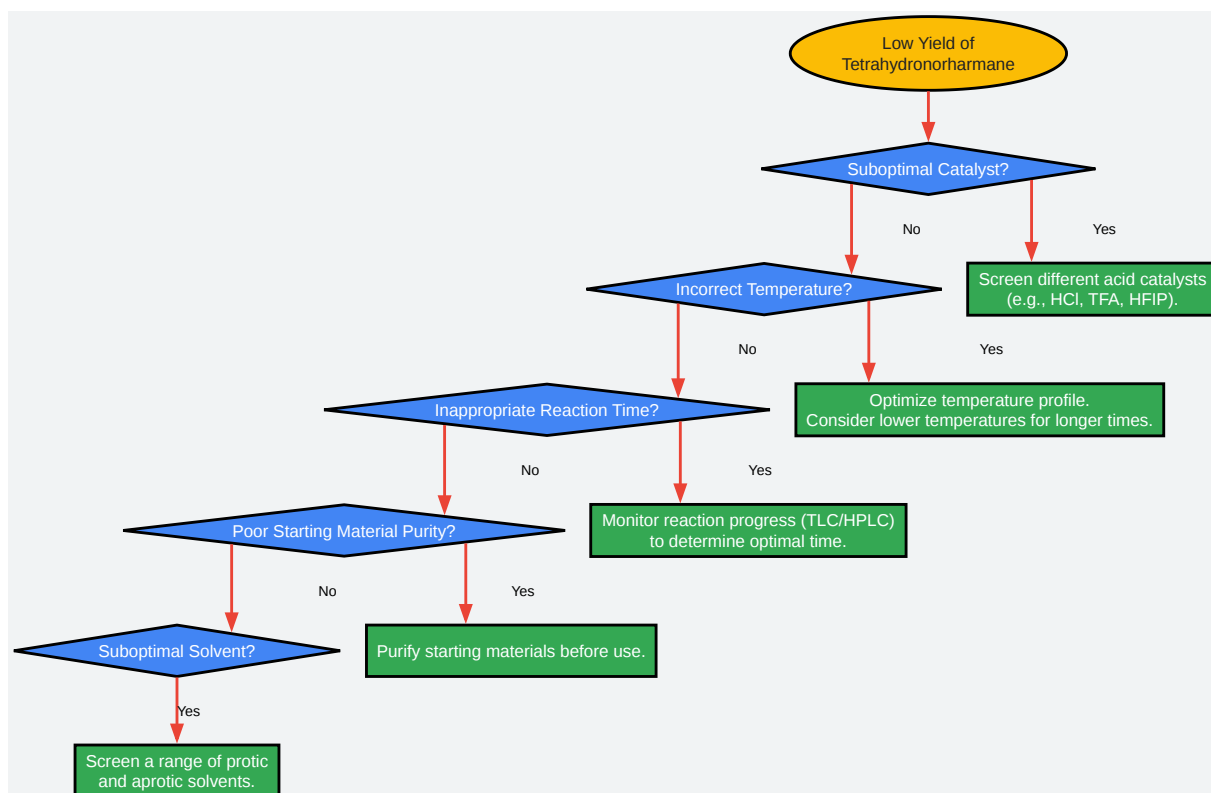 Low Yield of
Tetrahydronorharmane
Suboptimal Catalyst?
No
Yes
Incorrect Temperature?
Screen different acid catalysts
(e.g., HCl, TFA, HFIP).
No
Yes
Inappropriate Reaction Time?
Optimize temperature profile.
Consider lower temperatures for longer times.
No
Yes
Poor Starting Material Purity?
Monitor reaction progress (TLC/HPLC)
to determine optimal time.
No
Yes
Suboptimal Solvent?
Purify starting materials before use.
Yes
Screen a range of protic
and aprotic solvents.